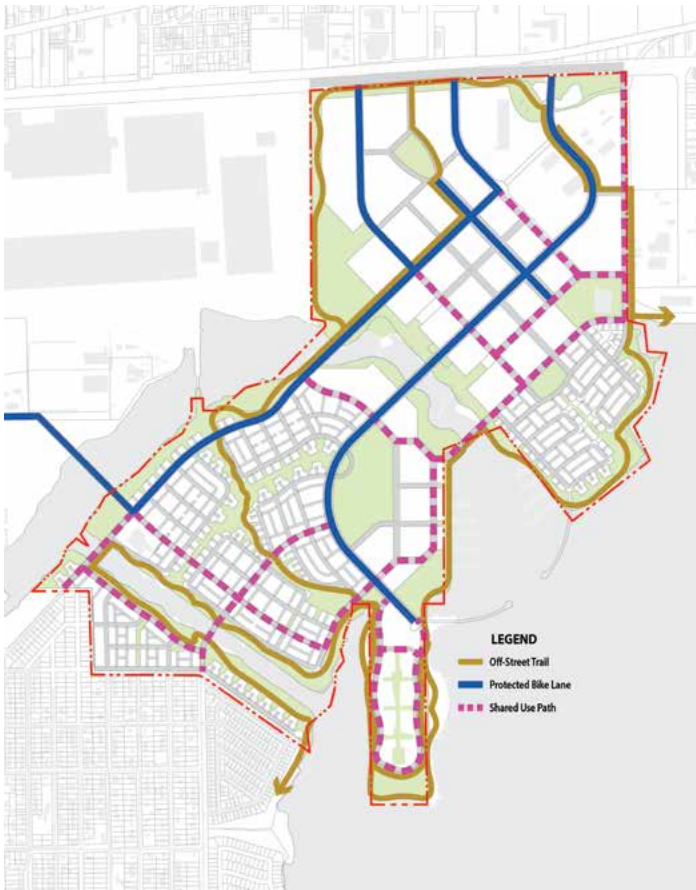 LEGEND
Off-Street Trail
Protected Bike Lane
Shared Use Path